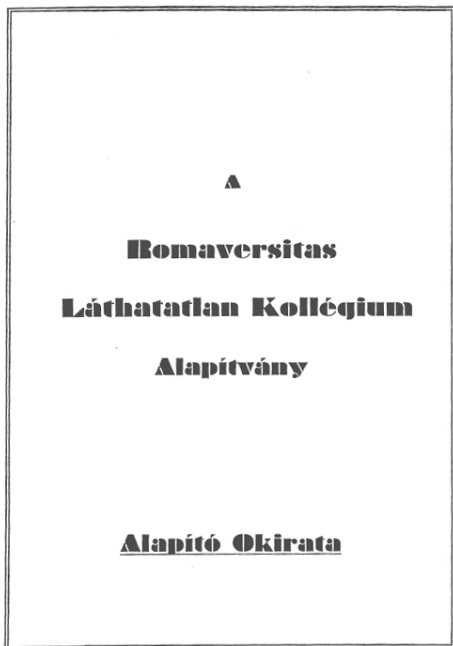 A
Romaversitas
Láthatatlan Kollégium
Alapítvány
Alapító Okirata